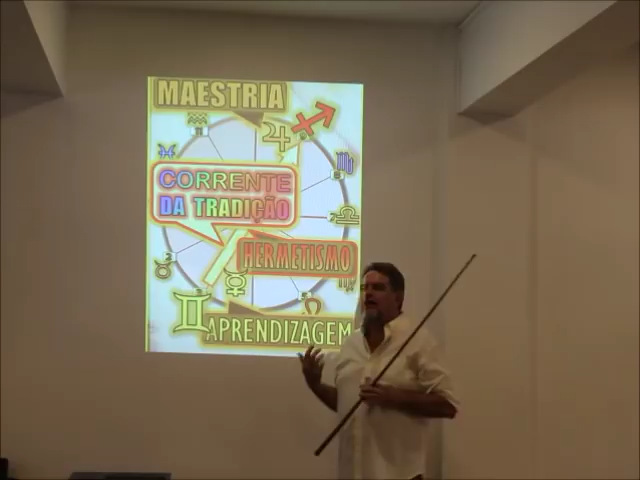 MAESTRIA
CORRENTE
DA TRADIÇÃO
HERMETISMO
APRENDIZAGEM